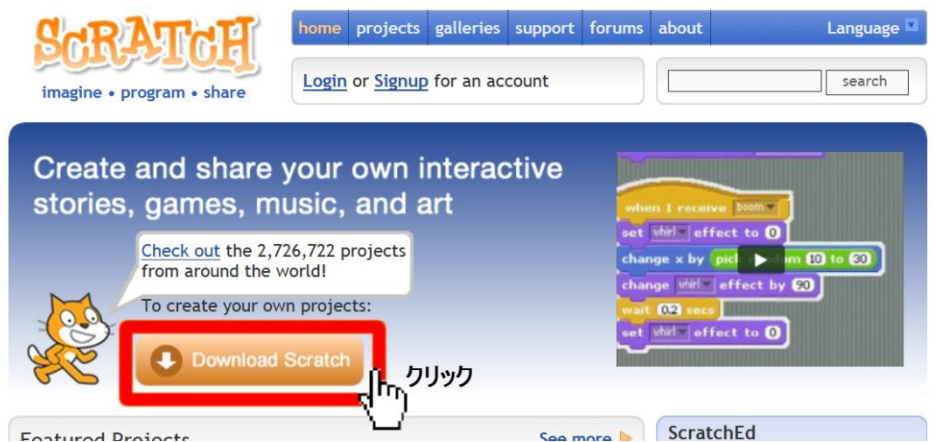 SCRATCH
imagine • program • share
home projects galleries support forums about Language
Login or Signup for an account
search
Create and share your own interactive
stories, games, music, and art
Check out the 2,726,722 projects
from around the world!
To create your own projects:
Download Scratch
クリック
when I receive boom
set whirl effect to 0
change x by pick random 10 to 30
change whirl effect by 90
wait 0.2 secs
set whirl effect to 0
Featured Projects
See more
ScratchEd